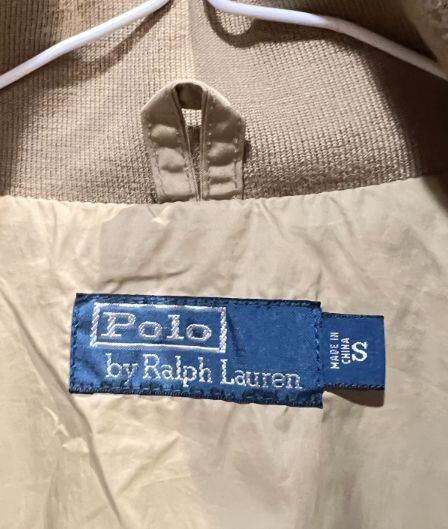 Polo
by Ralph Lauren
MADE IN
CHINA
S